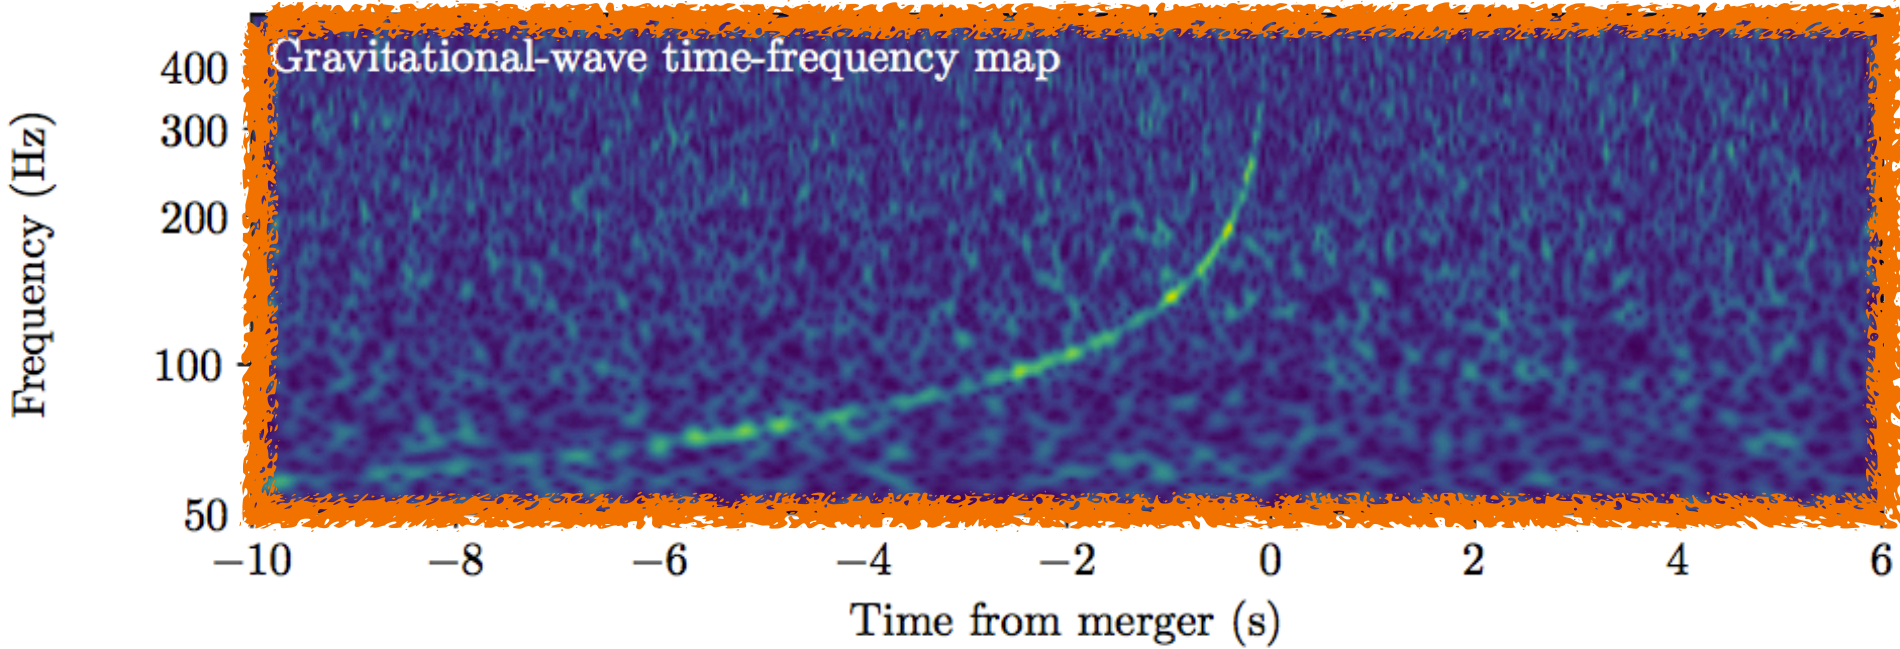 Gravitational-wave time-frequency map
400
300
200
100
50
Frequency (Hz)
−10 −8 −6 −4 −2 0 2 4 6
Time from merger (s)